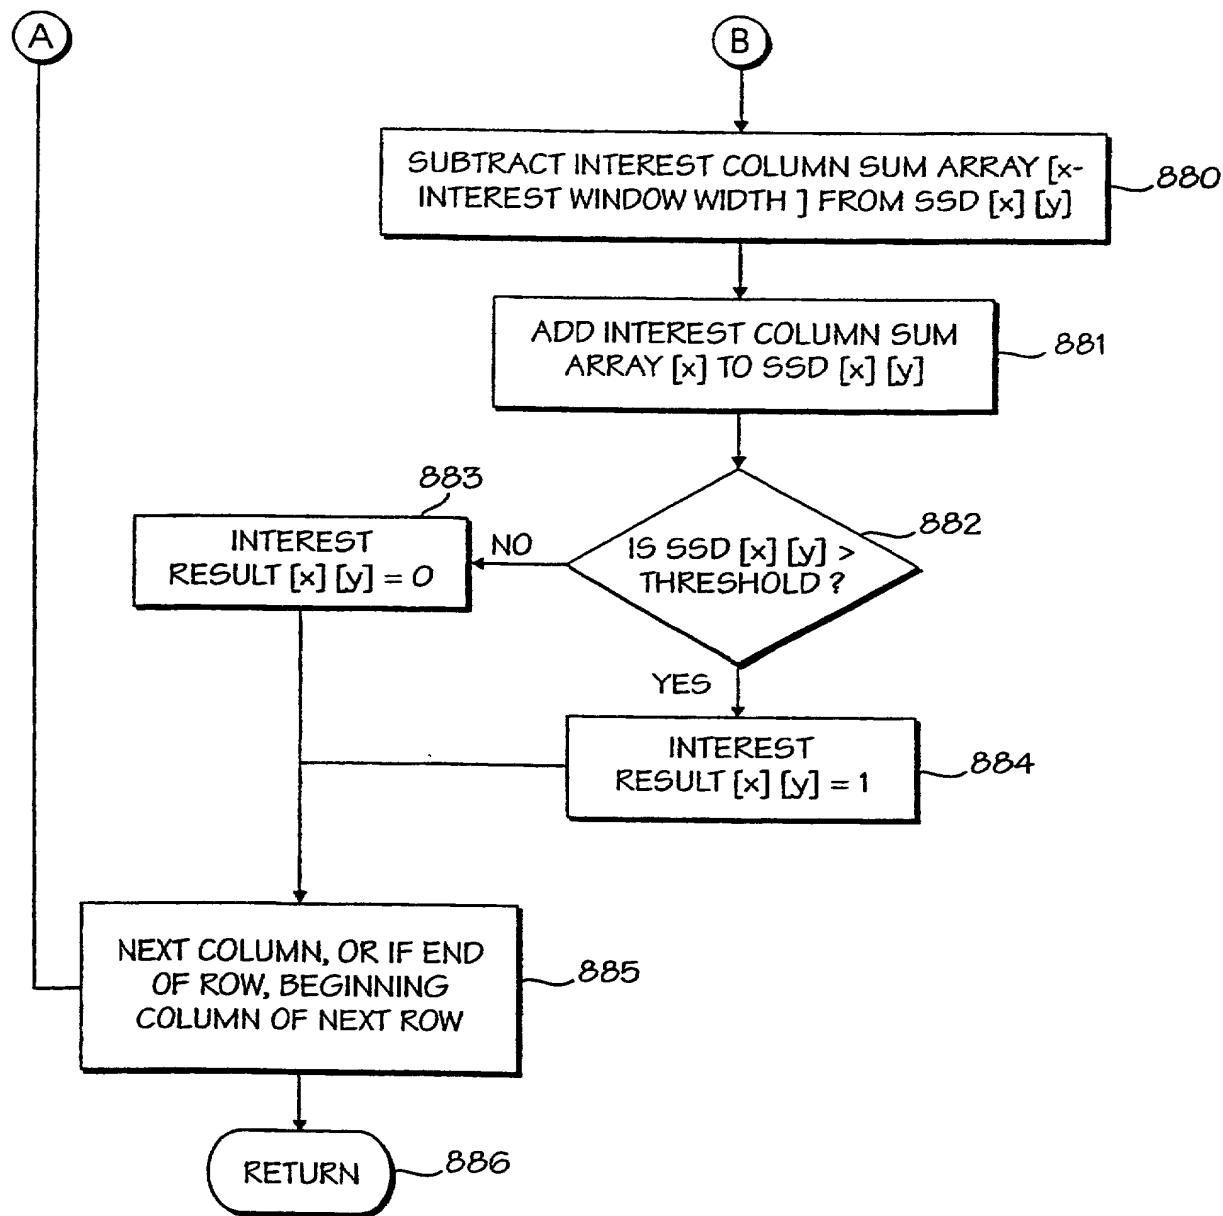 A
B
SUBTRACT INTEREST COLUMN SUM ARRAY [x-
INTEREST WINDOW WIDTH ] FROM SSD [x] [y]
880
ADD INTEREST COLUMN SUM
ARRAY [x] TO SSD [x] [y]
881
883
INTEREST
RESULT [x] [y] = 0
NO
IS SSD [x] [y] >
THRESHOLD ?
882
YES
INTEREST
RESULT [x] [y] = 1
884
NEXT COLUMN, OR IF END
OF ROW, BEGINNING
COLUMN OF NEXT ROW
885
RETURN
886